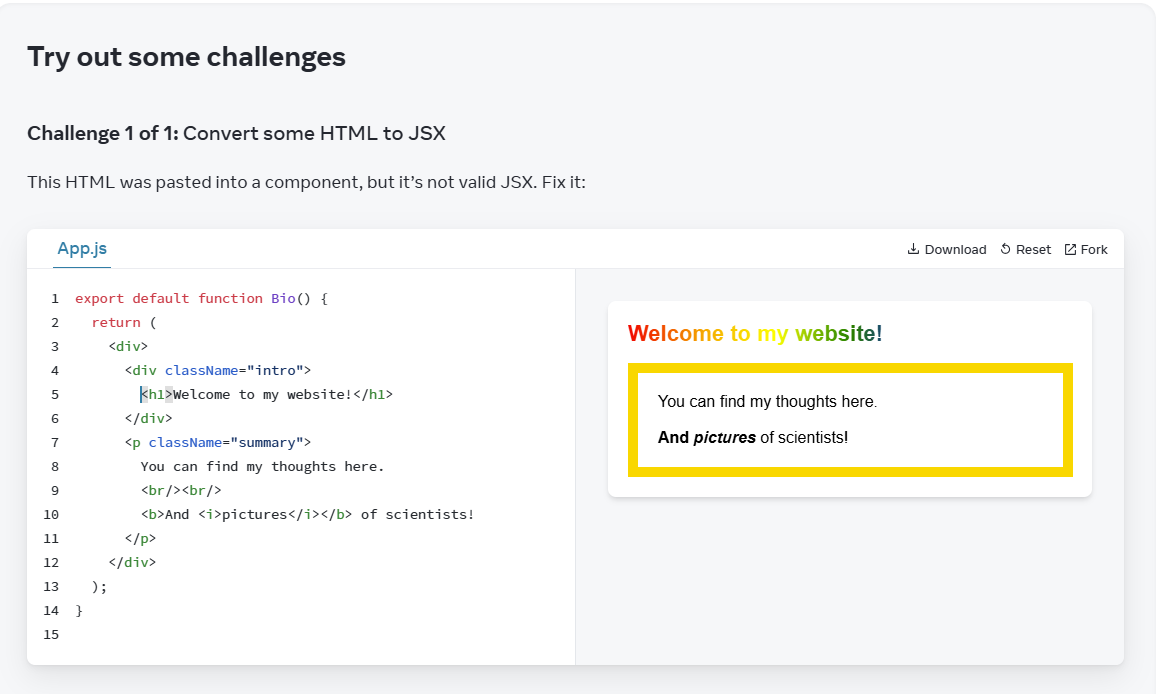 Try out some challenges
Challenge 1 of 1: Convert some HTML to JSX
This HTML was pasted into a component, but it’s not valid JSX. Fix it:
App.js
Download Reset Fork
1 export default function Bio() {
2   return (
3     <div>
4       <div className="intro">
5         <h1>Welcome to my website!</h1>
6       </div>
7       <p className="summary">
8         You can find my thoughts here.
9         <br/><br/>
10         <b>And <i>pictures</i></b> of scientists!
11       </p>
12     </div>
13   );
14 }
15
Welcome to my website!
You can find my thoughts here.
And pictures of scientists!